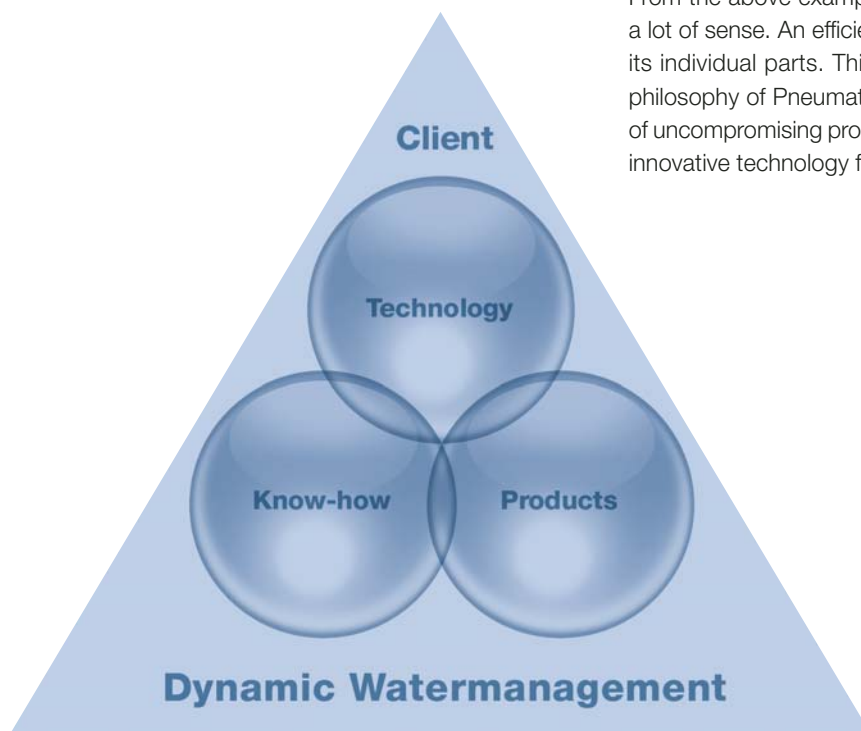 From the above examp
a lot of sense. An efficie
its individual parts. Thi
philosophy of Pneumat
of uncompromising pro
innovative technology f
Client
Technology
Know-how Products
Dynamic Watermanagement